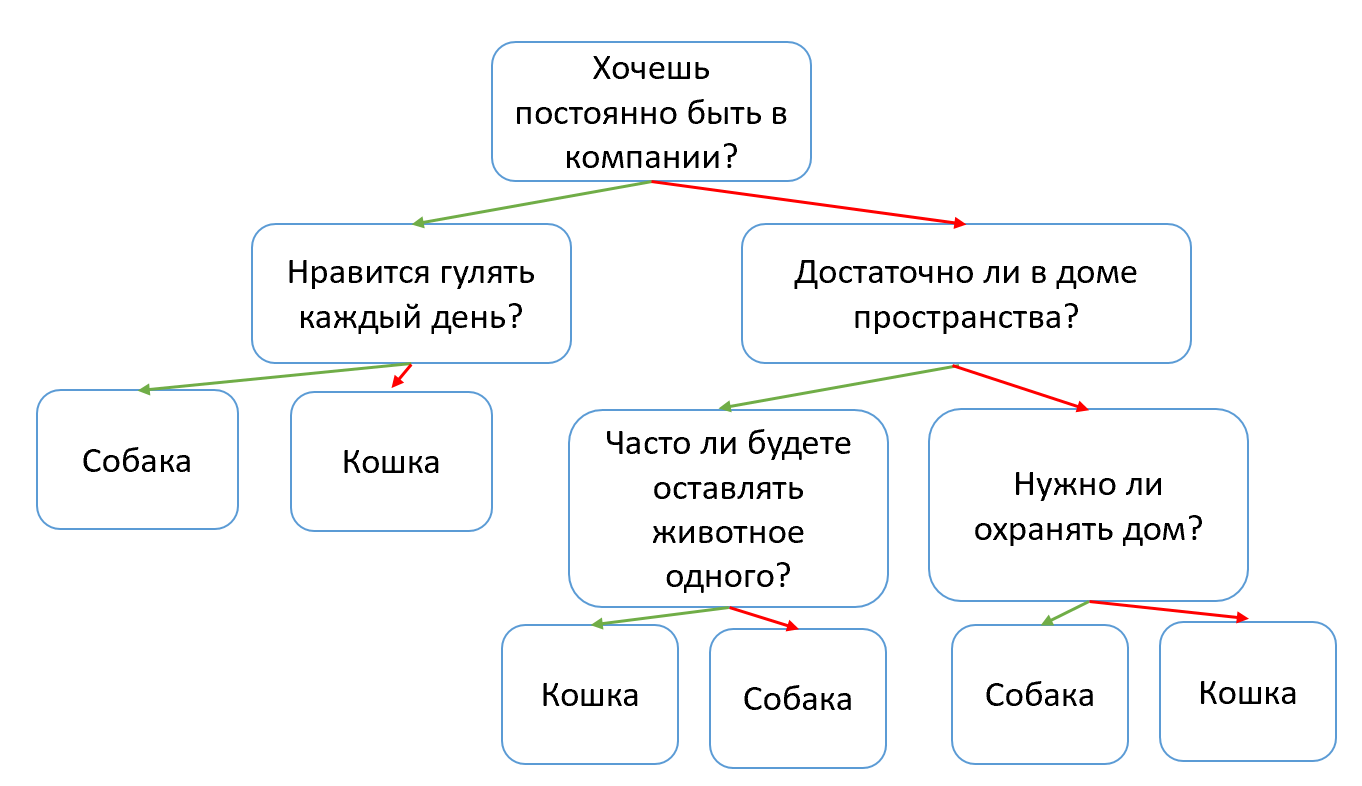 Хочешь
постоянно быть в
компании?
Нравится гулять
каждый день?
Достаточно ли в доме
пространства?
Собака
Кошка
Часто ли будете
оставлять
животное
одного?
Нужно ли
охранять дом?
Кошка
Собака
Собака
Кошка